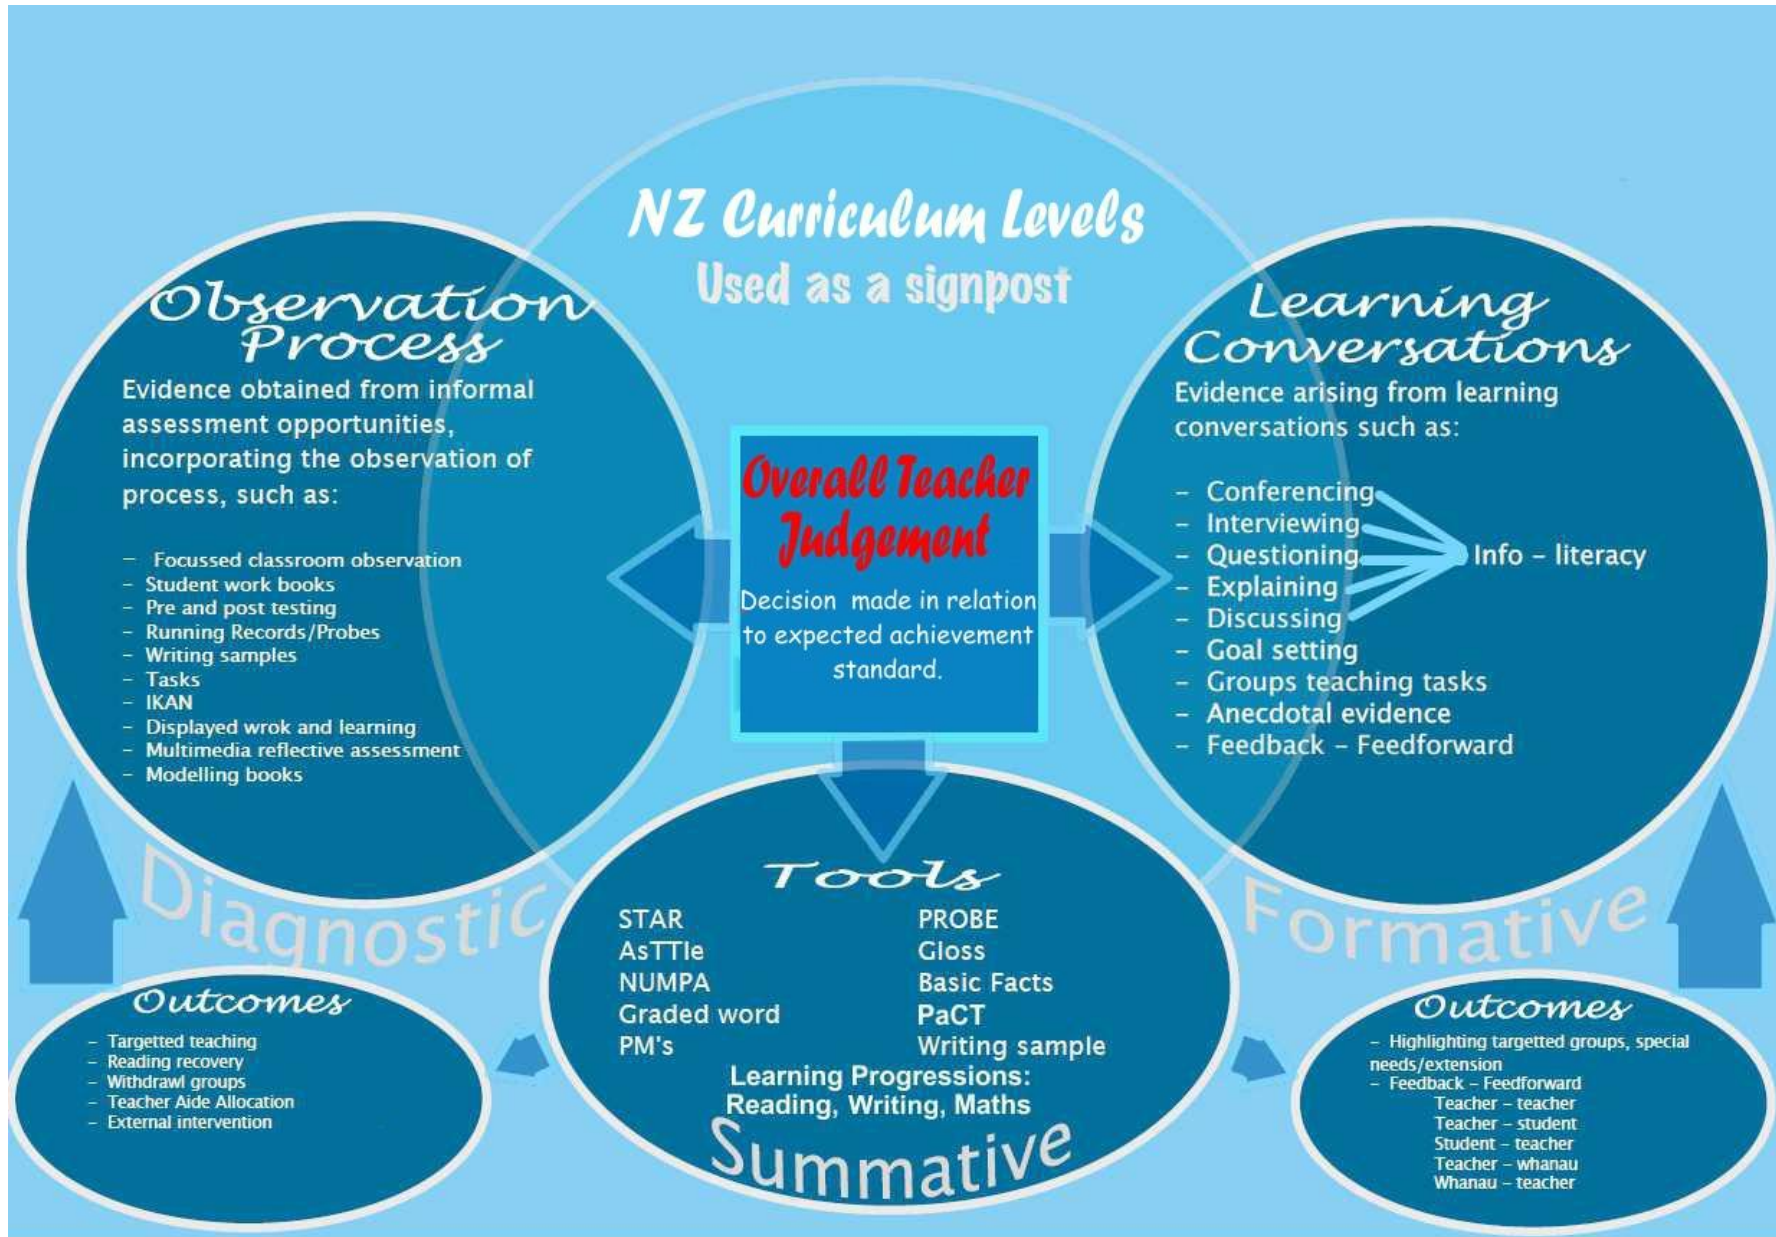 NZ Curriculum Levels
Used as a signpost
Observation
Process
Evidence obtained from informal
assessment opportunities,
incorporating the observation of
process, such as:
– Focussed classroom observation
– Student work books
– Pre and post testing
– Running Records/Probes
– Writing samples
– Tasks
– IKAN
– Displayed wrok and learning
– Multimedia reflective assessment
– Modelling books
Diagnostic
Overall Teacher
Judgement
Decision made in relation
to expected achievement
standard.
Learning
Conversations
Evidence arising from learning
conversations such as:
– Conferencing
– Interviewing
– Questioning
– Explaining
– Discussing
Info – literacy
– Goal setting
– Groups teaching tasks
– Anecdotal evidence
– Feedback – Feedforward
Formative
Tools
STAR
AsTTle
NUMPA
Graded word
PM's
PROBE
Gloss
Basic Facts
PaCT
Writing sample
Learning Progressions:
Reading, Writing, Maths
Summative
Outcomes
– Targetted teaching
– Reading recovery
– Withdrawl groups
– Teacher Aide Allocation
– External intervention
Outcomes
– Highlighting targetted groups, special
needs/extension
– Feedback – Feedforward
Teacher – teacher
Teacher – student
Student – teacher
Teacher – whanau
Whanau – teacher